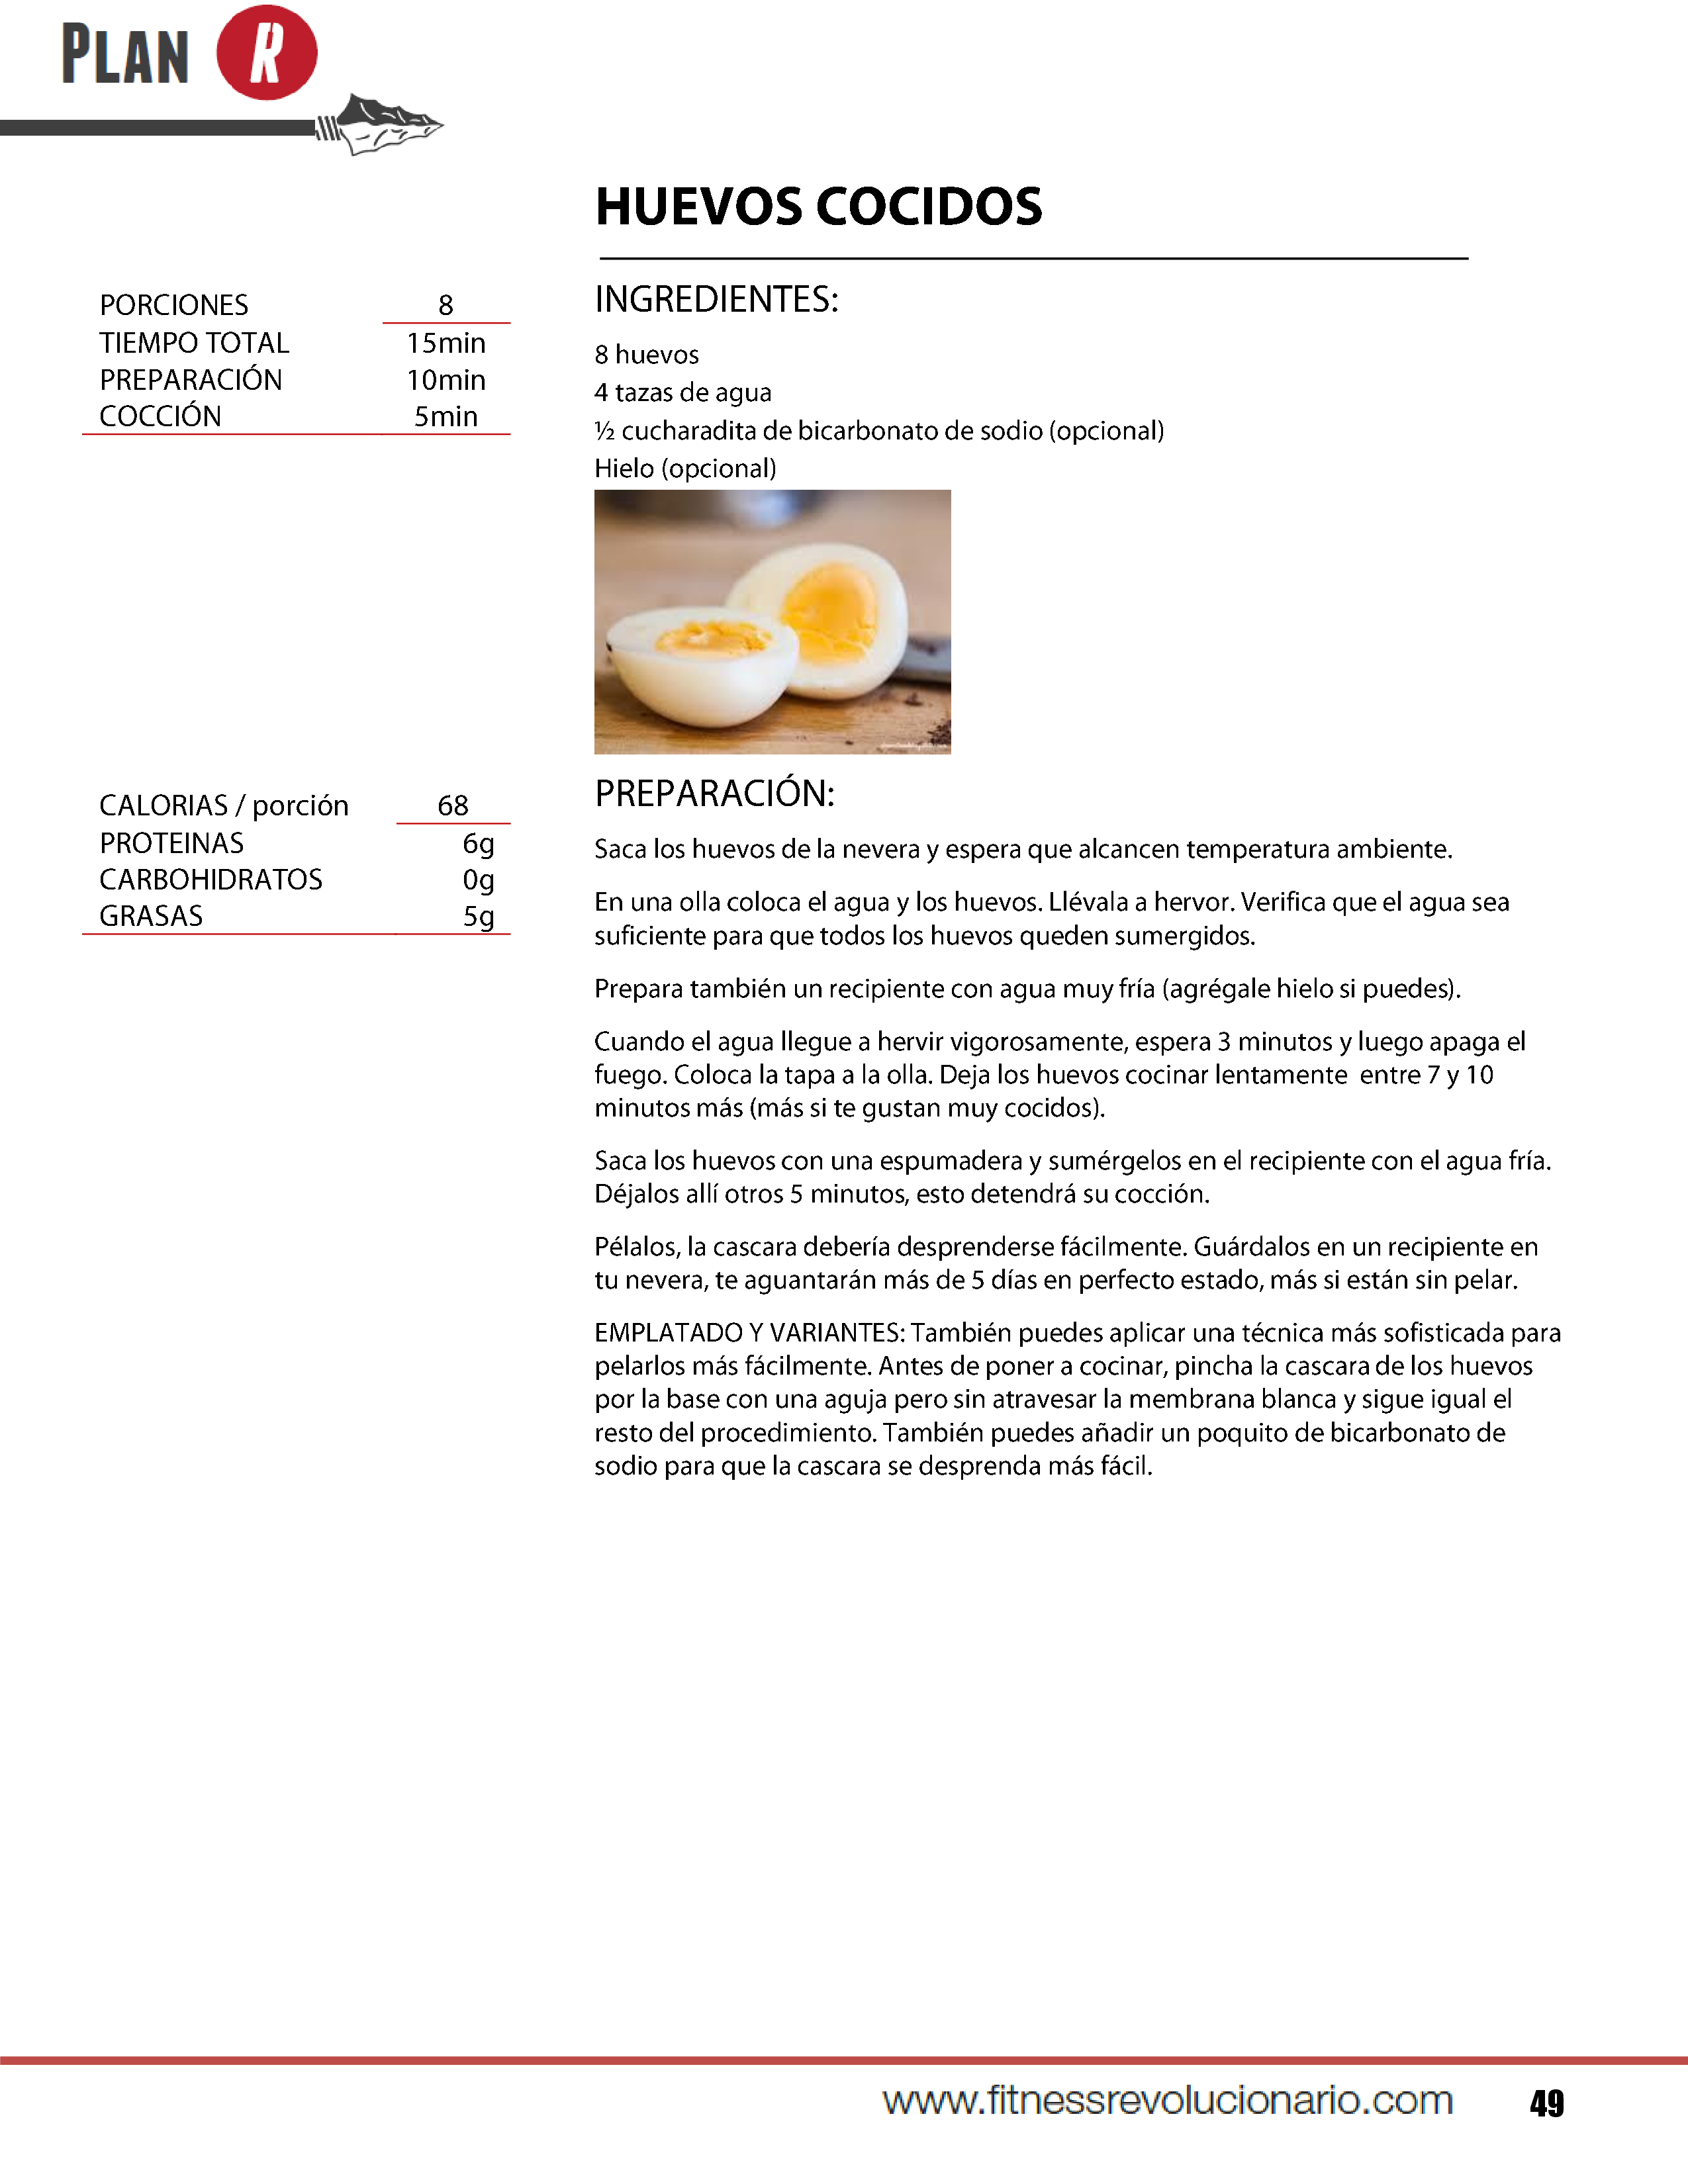 PLAN R
HUEVOS COCIDOS
PORCIONES 8
TIEMPO TOTAL 15min
PREPARACIÓN 10min
COCCIÓN 5min
INGREDIENTES:
8 huevos
4 tazas de agua
½ cucharadita de bicarbonato de sodio (opcional)
Hielo (opcional)
CALORIAS / porción 68
PROTEINAS 6g
CARBOHIDRATOS 0g
GRASAS 5g
PREPARACIÓN:
Saca los huevos de la nevera y espera que alcancen temperatura ambiente.
En una olla coloca el agua y los huevos. Llévala a hervor. Verifica que el agua sea
suficiente para que todos los huevos queden sumergidos.
Prepara también un recipiente con agua muy fría (agrégale hielo si puedes).
Cuando el agua llegue a hervir vigorosamente, espera 3 minutos y luego apaga el
fuego. Coloca la tapa a la olla. Deja los huevos cocinar lentamente entre 7 y 10
minutos más (más si te gustan muy cocidos).
Saca los huevos con una espumadera y sumérgelos en el recipiente con el agua fría.
Déjalos allí otros 5 minutos, esto detendrá su cocción.
Pélalos, la cascara debería desprenderse fácilmente. Guárdalos en un recipiente en
tu nevera, te aguantarán más de 5 días en perfecto estado, más si están sin pelar.
EMPLATADO Y VARIANTES: También puedes aplicar una técnica más sofisticada para
pelarlos más fácilmente. Antes de poner a cocinar, pincha la cascara de los huevos
por la base con una aguja pero sin atravesar la membrana blanca y sigue igual el
resto del procedimiento. También puedes añadir un poquito de bicarbonato de
sodio para que la cascara se desprenda más fácil.
www.fitnessrevolucionario.com 49